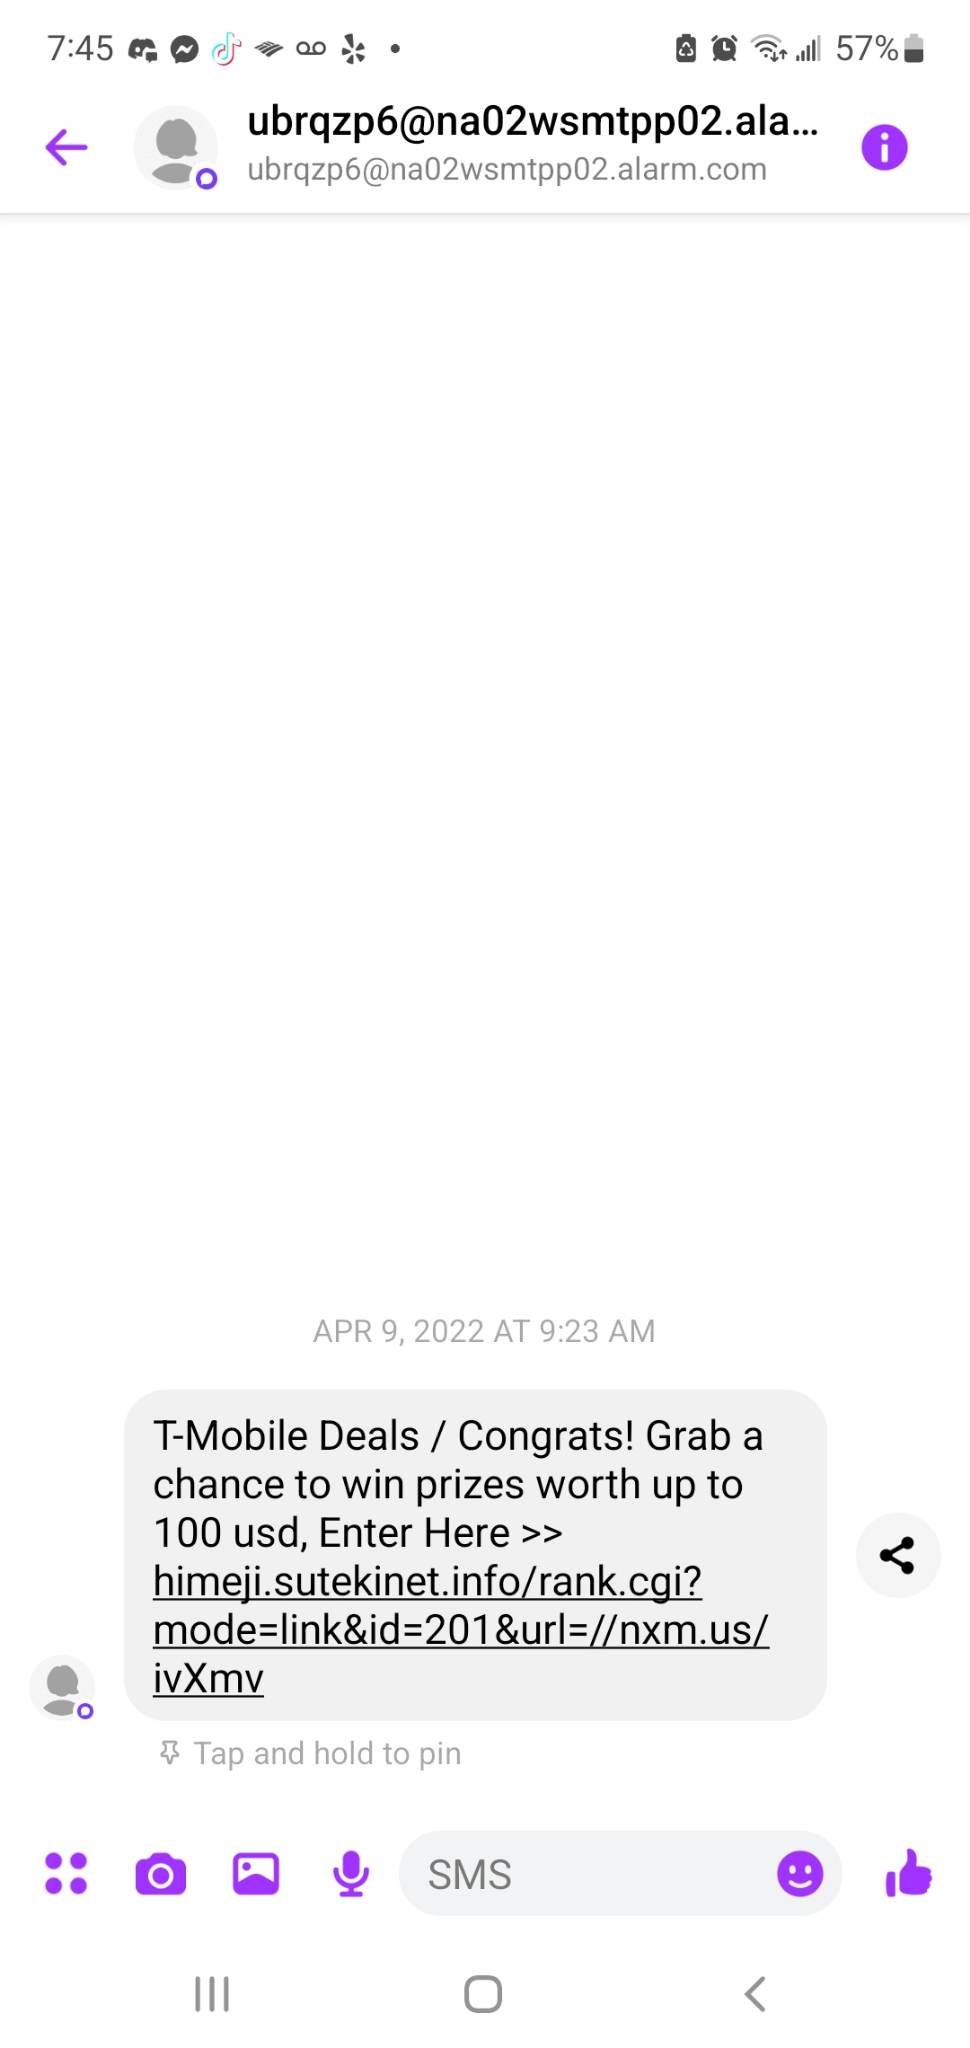 7:45 57%
ubrqzp6@na02wsmtpp02.ala...
ubrqzp6@na02wsmtpp02.alarm.com
APR 9, 2022 AT 9:23 AM
T-Mobile Deals / Congrats! Grab a
chance to win prizes worth up to
100 usd, Enter Here >>
himeji.sutekinet.info/rank.cgi?
mode=link&id=201&url=//nxm.us/
ivXmv
Tap and hold to pin
SMS